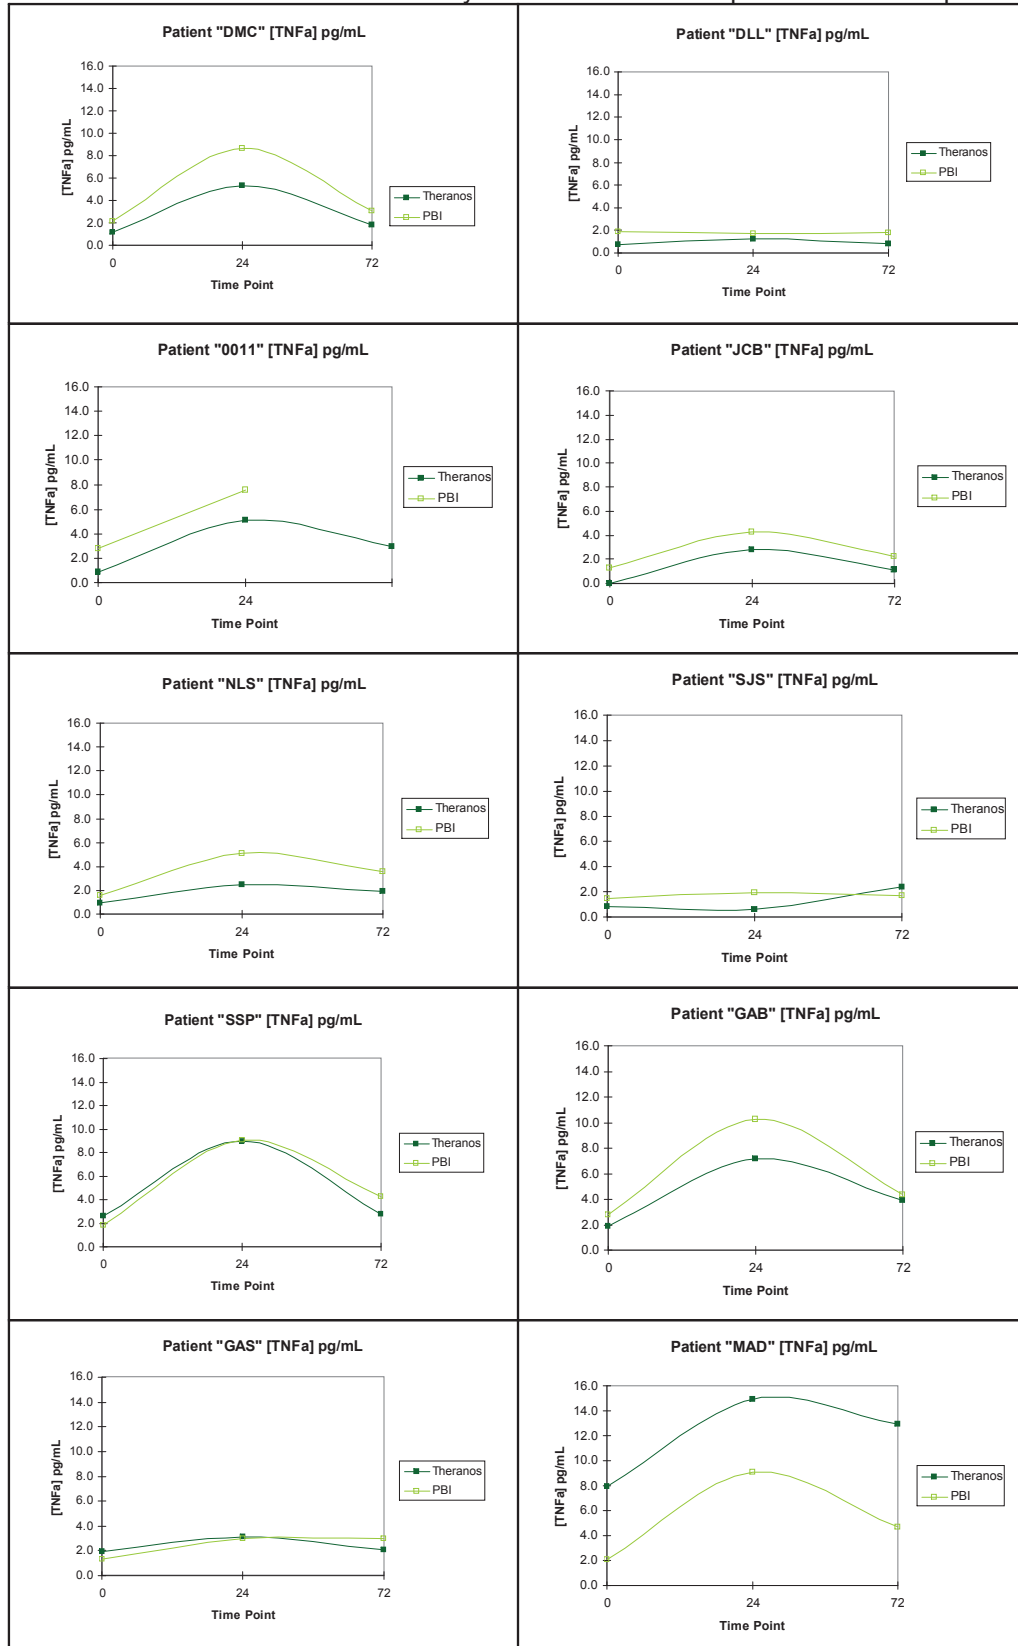 Patient "DMC" [TNFa] pg/mL
[TNFa] pg/mL
16.0
14.0
12.0
10.0
8.0
6.0
4.0
2.0
0.0
0 24 72
Time Point
Theranos
PBI
Patient "DLL" [TNFa] pg/mL
[TNFa] pg/mL
16.0
14.0
12.0
10.0
8.0
6.0
4.0
2.0
0.0
0 24 72
Time Point
Theranos
PBI
Patient "0011" [TNFa] pg/mL
[TNFa] pg/mL
16.0
14.0
12.0
10.0
8.0
6.0
4.0
2.0
0.0
0 24
Time Point
Theranos
PBI
Patient "JCB" [TNFa] pg/mL
[TNFa] pg/mL
16.0
14.0
12.0
10.0
8.0
6.0
4.0
2.0
0.0
0 24 72
Time Point
Theranos
PBI
Patient "NLS" [TNFa] pg/mL
[TNFa] pg/mL
16.0
14.0
12.0
10.0
8.0
6.0
4.0
2.0
0.0
0 24 72
Time Point
Theranos
PBI
Patient "SJS" [TNFa] pg/mL
[TNFa] pg/mL
16.0
14.0
12.0
10.0
8.0
6.0
4.0
2.0
0.0
0 24 72
Time Point
Theranos
PBI
Patient "SSP" [TNFa] pg/mL
[TNFa] pg/mL
16.0
14.0
12.0
10.0
8.0
6.0
4.0
2.0
0.0
0 24 72
Time Point
Theranos
PBI
Patient "GAB" [TNFa] pg/mL
[TNFa] pg/mL
16.0
14.0
12.0
10.0
8.0
6.0
4.0
2.0
0.0
0 24 72
Time Point
Theranos
PBI
Patient "GAS" [TNFa] pg/mL
[TNFa] pg/mL
16.0
14.0
12.0
10.0
8.0
6.0
4.0
2.0
0.0
0 24 72
Time Point
Theranos
PBI
Patient "MAD" [TNFa] pg/mL
[TNFa] pg/mL
16.0
14.0
12.0
10.0
8.0
6.0
4.0
2.0
0.0
0 24 72
Time Point
Theranos
PBI